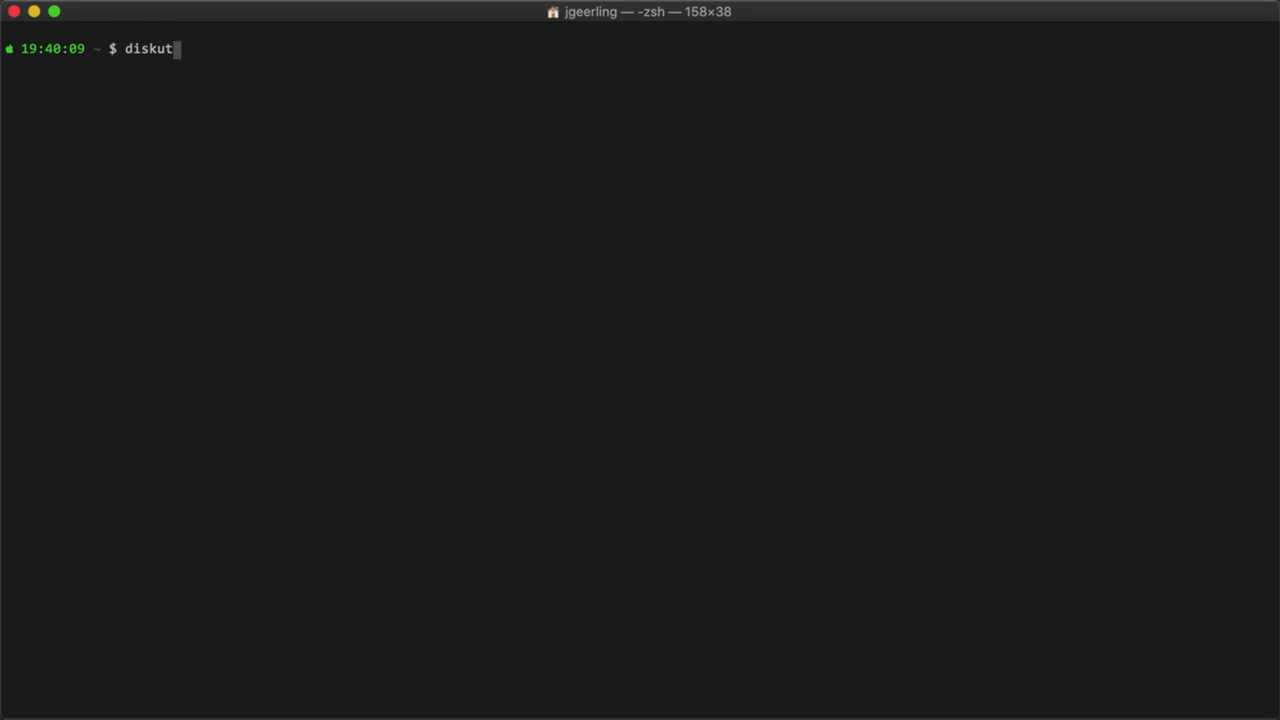 jgeerling — -zsh — 158×38
19:40:09 ~ $ diskut